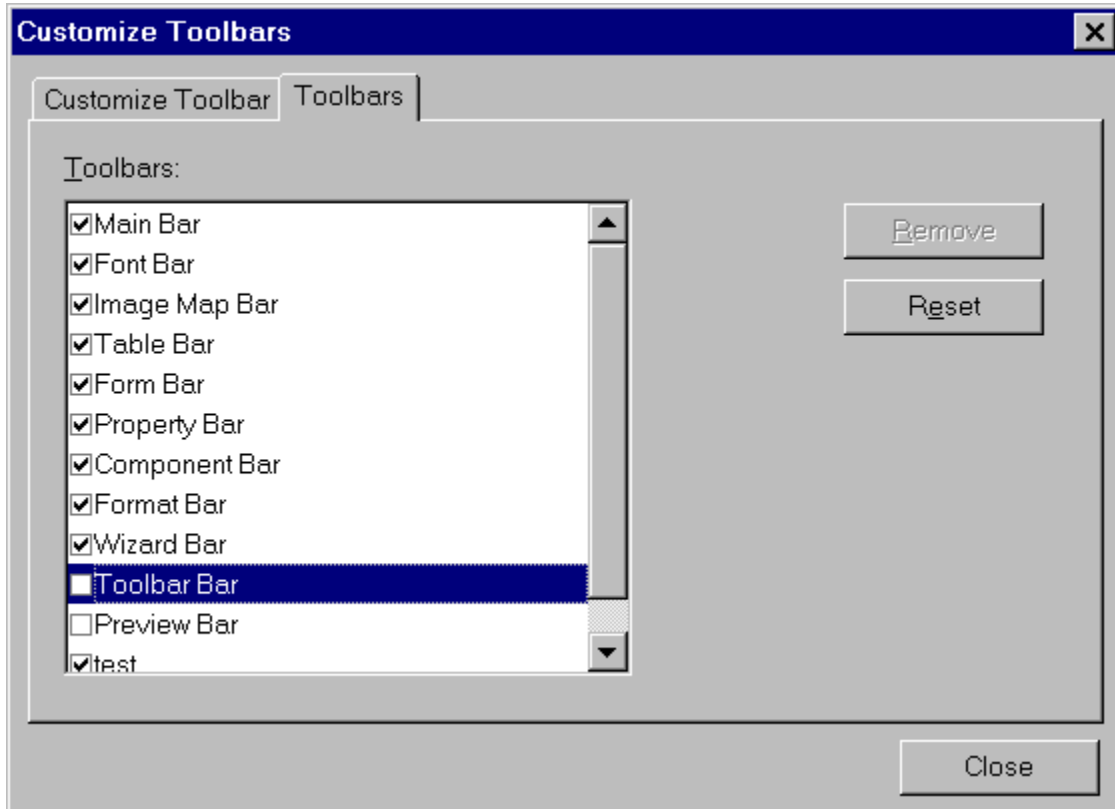 Customize Toolbars
Customize Toolbar Toolbars
Toolbars:
Main Bar
Font Bar
Image Map Bar
Table Bar
Form Bar
Property Bar
Component Bar
Format Bar
Wizard Bar
Toolbar Bar
Preview Bar
test
Remove
Reset
Close